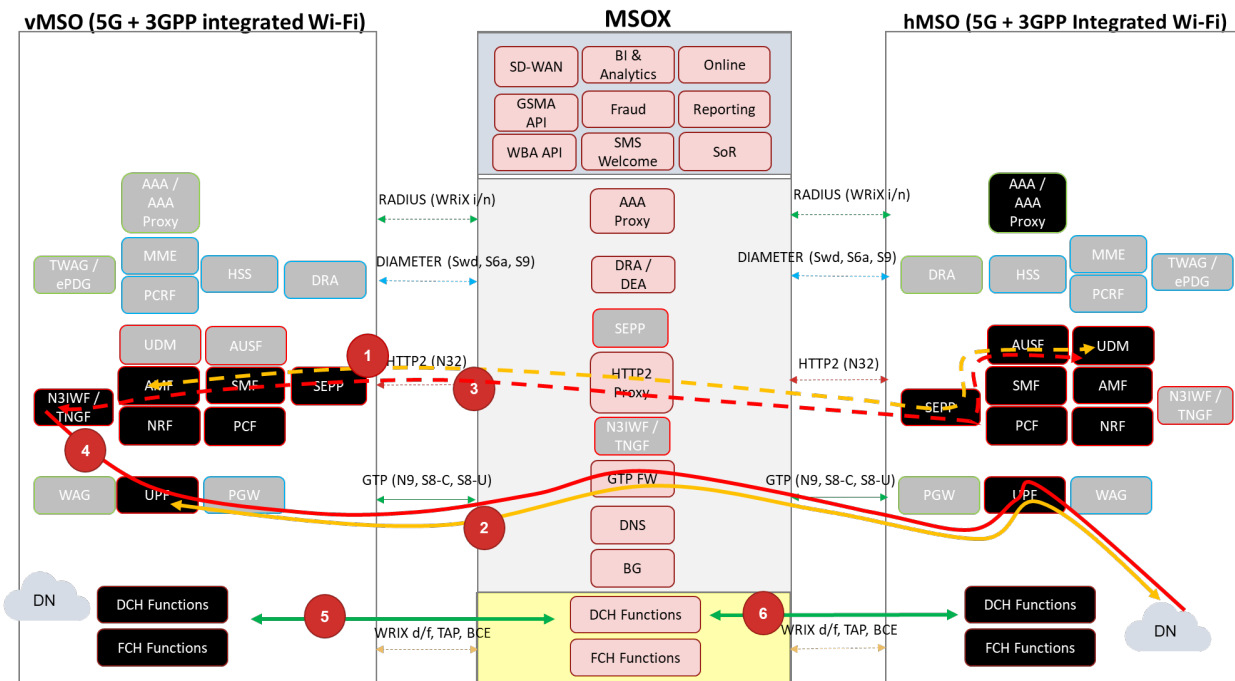 vMSO (5G + 3GPP integrated Wi-Fi)
MSOX
hMSO (5G + 3GPP Integrated Wi-Fi)
SD-WAN
BI &
Analytics
Online
GSMA
API
Fraud
Reporting
WBA API
SMS
Welcome
SoR
AAA /
AAA
Proxy
RADIUS (WRiX i/n)
AAA
Proxy
RADIUS (WRiX i/n)
AAA /
AAA
Proxy
TWAG /
ePDG
MME
PCRF
HSS
DRA
DIAMETER (Swd, S6a, S9)
DRA /
DEA
DIAMETER (Swd, S6a, S9)
DRA
HSS
MME
PCRF
TWAG /
ePDG
UDM
AUSF
SEPP
AUSF
UDM
1
HTTP2 (N32)
3
HTTP2
Proxy
HTTP2 (N32)
N3IWF /
TNGF
AMF
SMF
SEPP
NRF
PCF
SEPP
SMF
AMF
PCF
NRF
N3IWF /
TNGF
N3IWF /
TNGF
4
WAG
UPF
PGW
GTP (N9, S8-C, S8-U)
GTP FW
GTP (N9, S8-C, S8-U)
PGW
UPF
WAG
2
DNS
BG
DN
DCH Functions
FCH Functions
5
WRIX d/f, TAP, BCE
DCH Functions
FCH Functions
6
WRIX d/f, TAP, BCE
DCH Functions
FCH Functions
DN